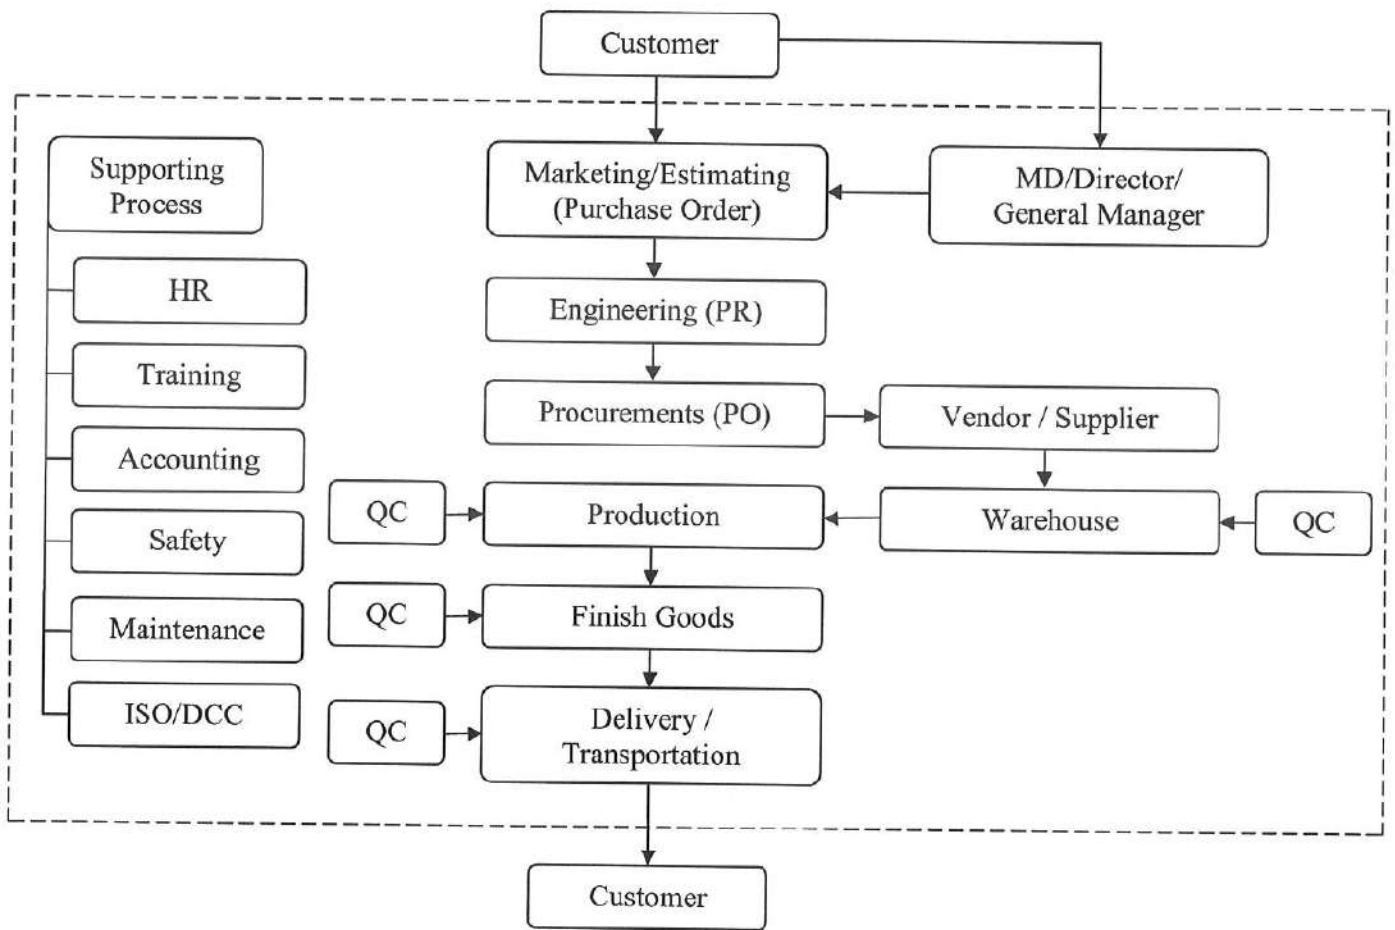 Customer
Supporting
Process
Marketing/Estimating
(Purchase Order)
MD/Director/
General Manager
HR
Engineering (PR)
Training
Procurements (PO)
Vendor / Supplier
Accounting
QC
Production
Warehouse
QC
Safety
QC
Finish Goods
Maintenance
ISO/DCC
QC
Delivery /
Transportation
Customer